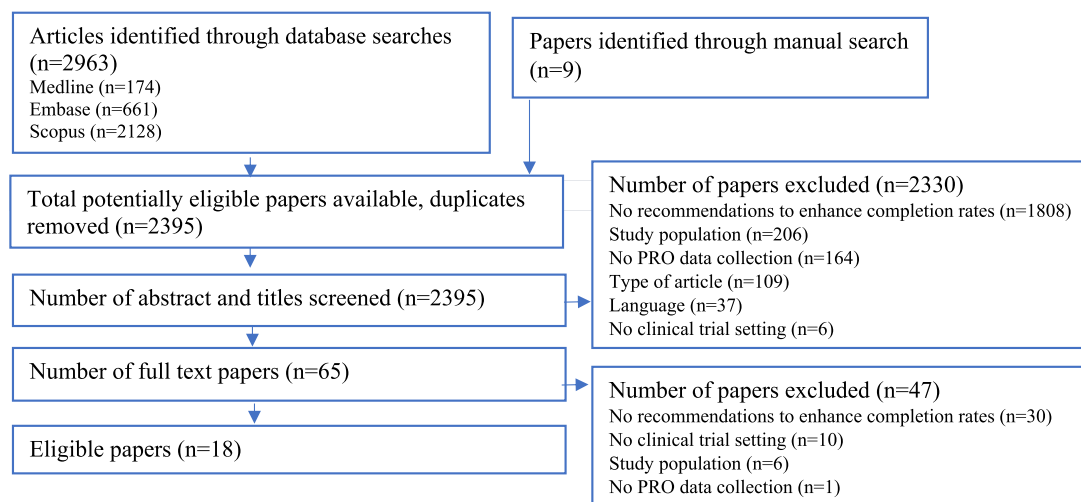 Articles identified through database searches
(n=2963)
Medline (n=174)
Embase (n=661)
Scopus (n=2128)
Papers identified through manual search
(n=9)
Total potentially eligible papers available, duplicates
removed (n=2395)
Number of papers excluded (n=2330)
No recommendations to enhance completion rates (n=1808)
Study population (n=206)
No PRO data collection (n=164)
Type of article (n=109)
Language (n=37)
No clinical trial setting (n=6)
Number of abstract and titles screened (n=2395)
Number of full text papers (n=65)
Number of papers excluded (n=47)
No recommendations to enhance completion rates (n=30)
No clinical trial setting (n=10)
Study population (n=6)
No PRO data collection (n=1)
Eligible papers (n=18)